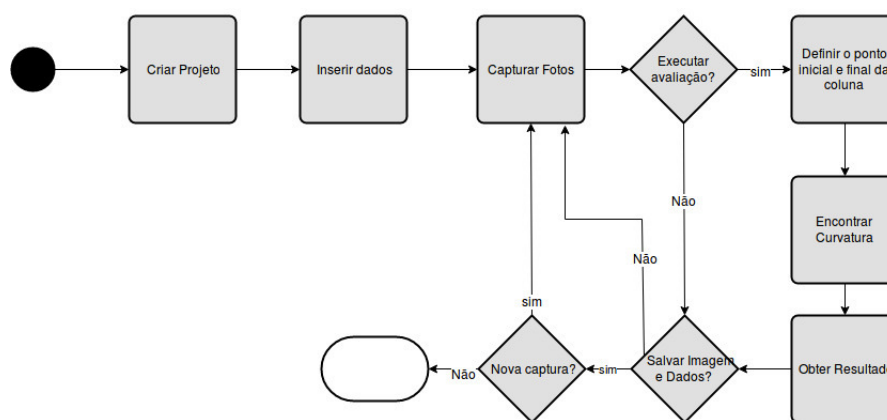 Criar Projeto
Inserir dados
Capturar Fotos
Executar
avaliação?
sim
Definir o ponto
inicial e final da
coluna
Não
Encontrar
Curvatura
Não
sim
Nova captura?
Não
sim
Salvar Imagem
e Dados?
Obter Resultado